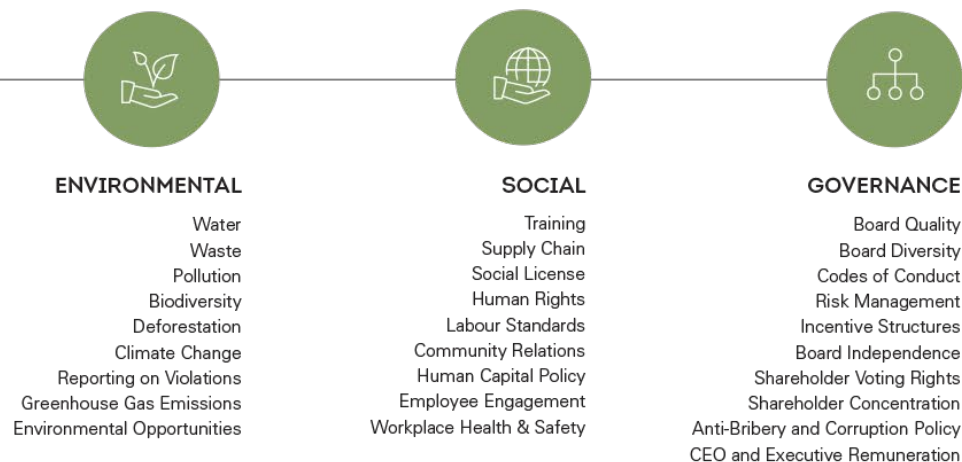 ENVIRONMENTAL
Water
Waste
Pollution
Biodiversity
Deforestation
Climate Change
Reporting on Violations
Greenhouse Gas Emissions
Environmental Opportunities
SOCIAL
Training
Supply Chain
Social License
Human Rights
Labour Standards
Community Relations
Human Capital Policy
Employee Engagement
Workplace Health & Safety
GOVERNANCE
Board Quality
Board Diversity
Codes of Conduct
Risk Management
Incentive Structures
Board Independence
Shareholder Voting Rights
Shareholder Concentration
Anti-Bribery and Corruption Policy
CEO and Executive Remuneration